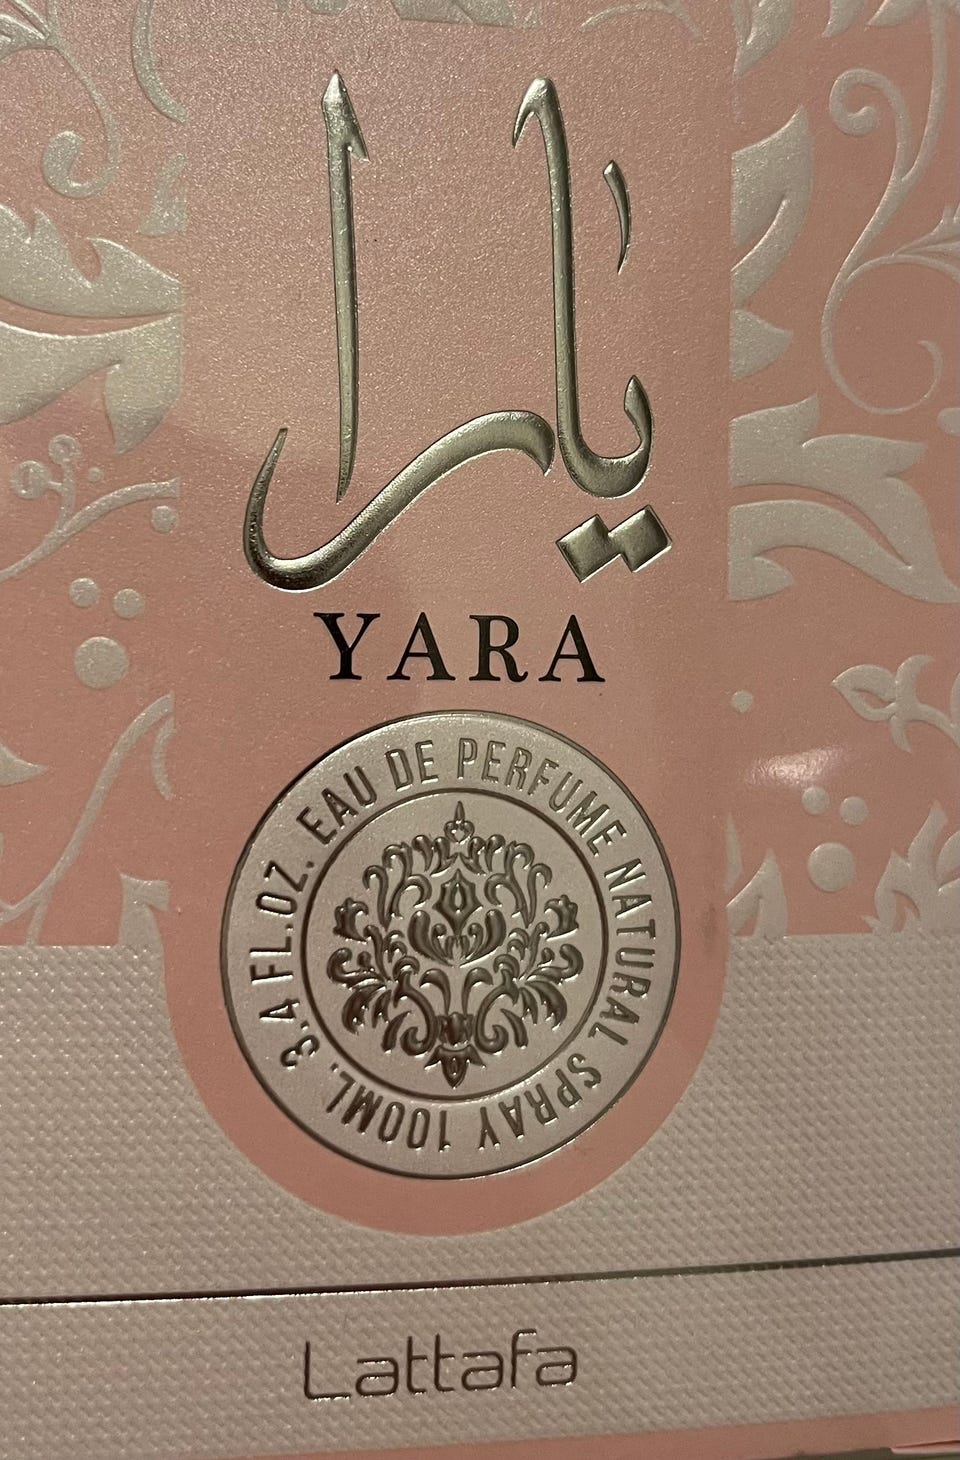 يارا
YARA
EAU DE PERFUME NATURAL SPRAY 100ML. 3.4 FL.OZ.
Lattafa